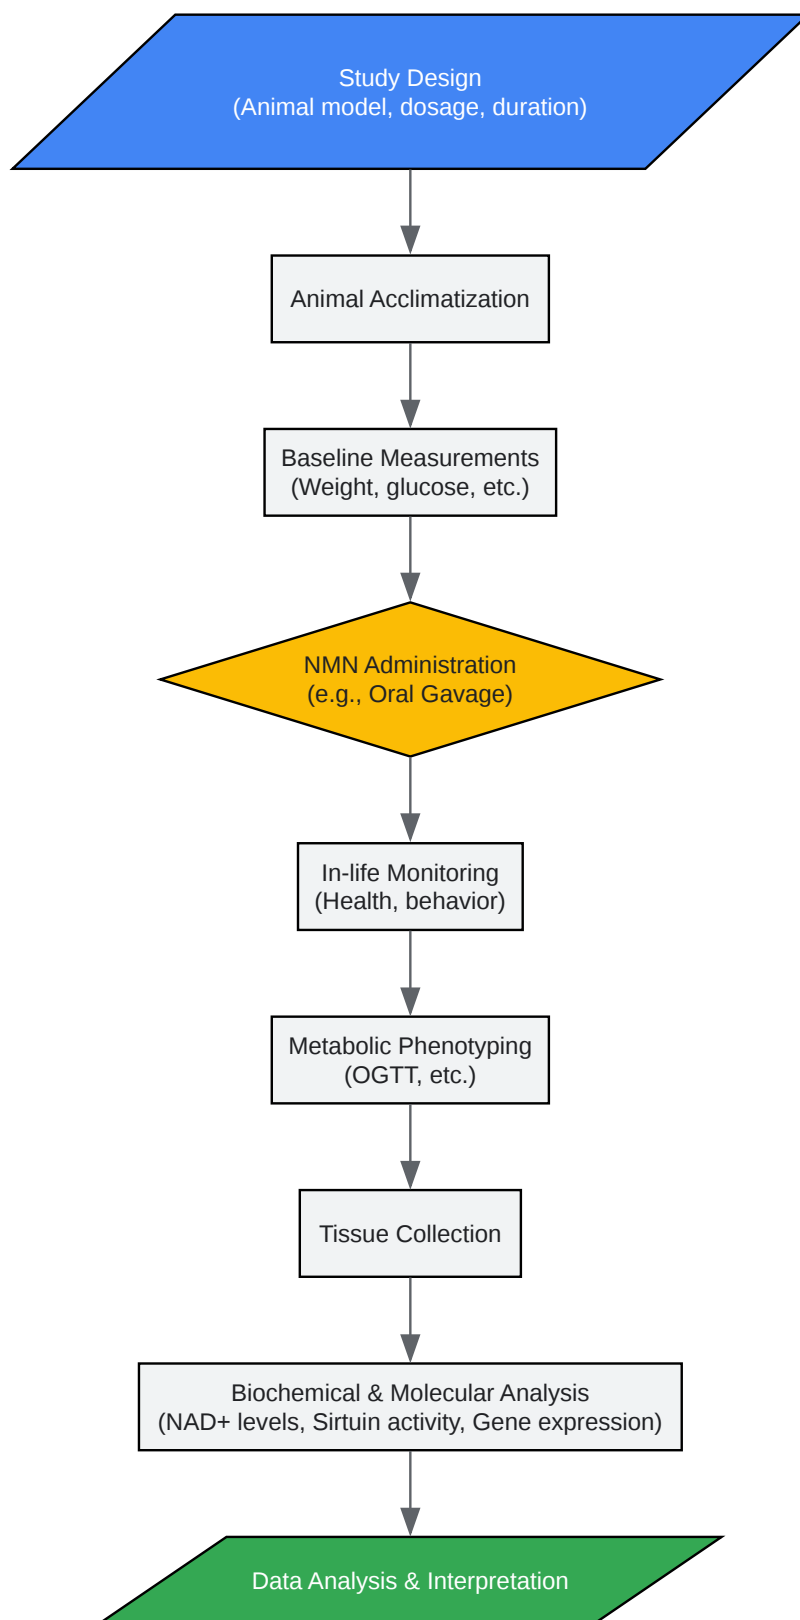 Study Design
(Animal model, dosage, duration)
Animal Acclimatization
Baseline Measurements
(Weight, glucose, etc.)
NMN Administration
(e.g., Oral Gavage)
In-life Monitoring
(Health, behavior)
Metabolic Phenotyping
(OGTT, etc.)
Tissue Collection
Biochemical & Molecular Analysis
(NAD+ levels, Sirtuin activity, Gene expression)
Data Analysis & Interpretation